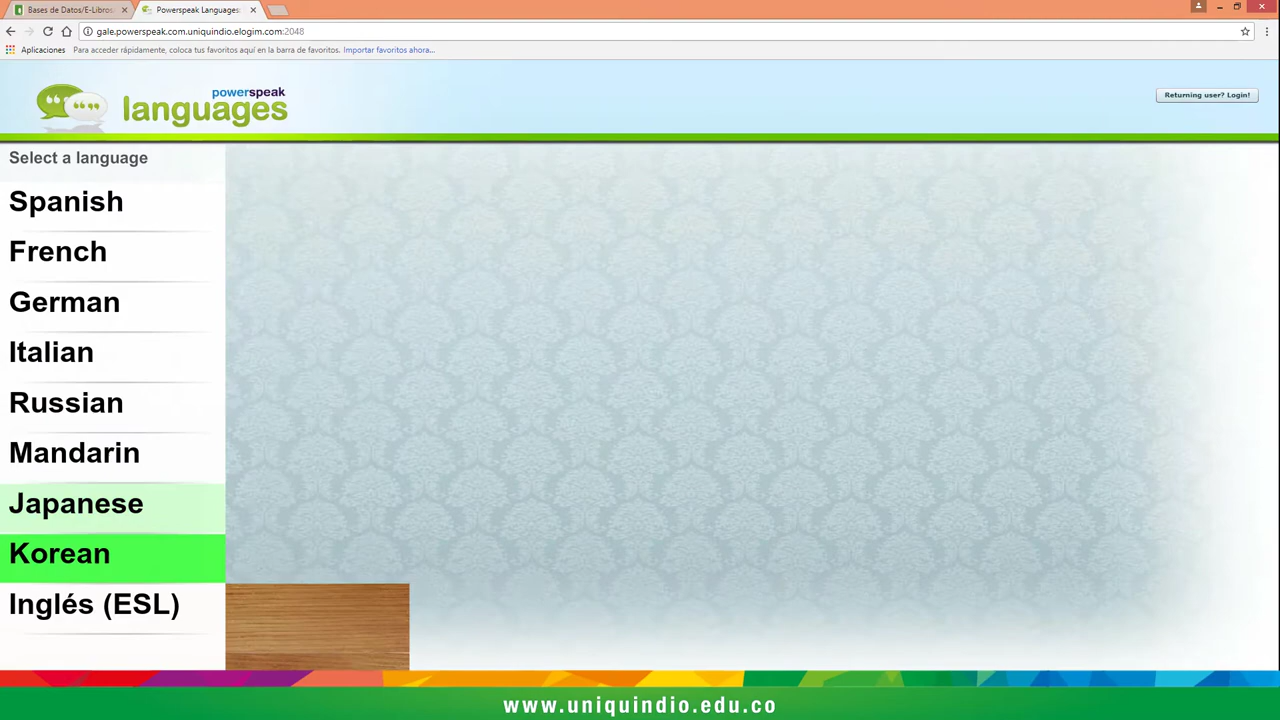 Bases de Datos/E-Libros
Powerspeak Languages:
gale.powerspeak.com.uniquindio.elogim.com:2048
Aplicaciones
Para acceder rápidamente, coloca tus favoritos aquí en la barra de favoritos.
Importar favoritos ahora...
powerspeak
languages
Returning user? Login!
Select a language
Spanish
French
German
Italian
Russian
Mandarin
Japanese
Korean
Inglés (ESL)
www.uniquindio.edu.co